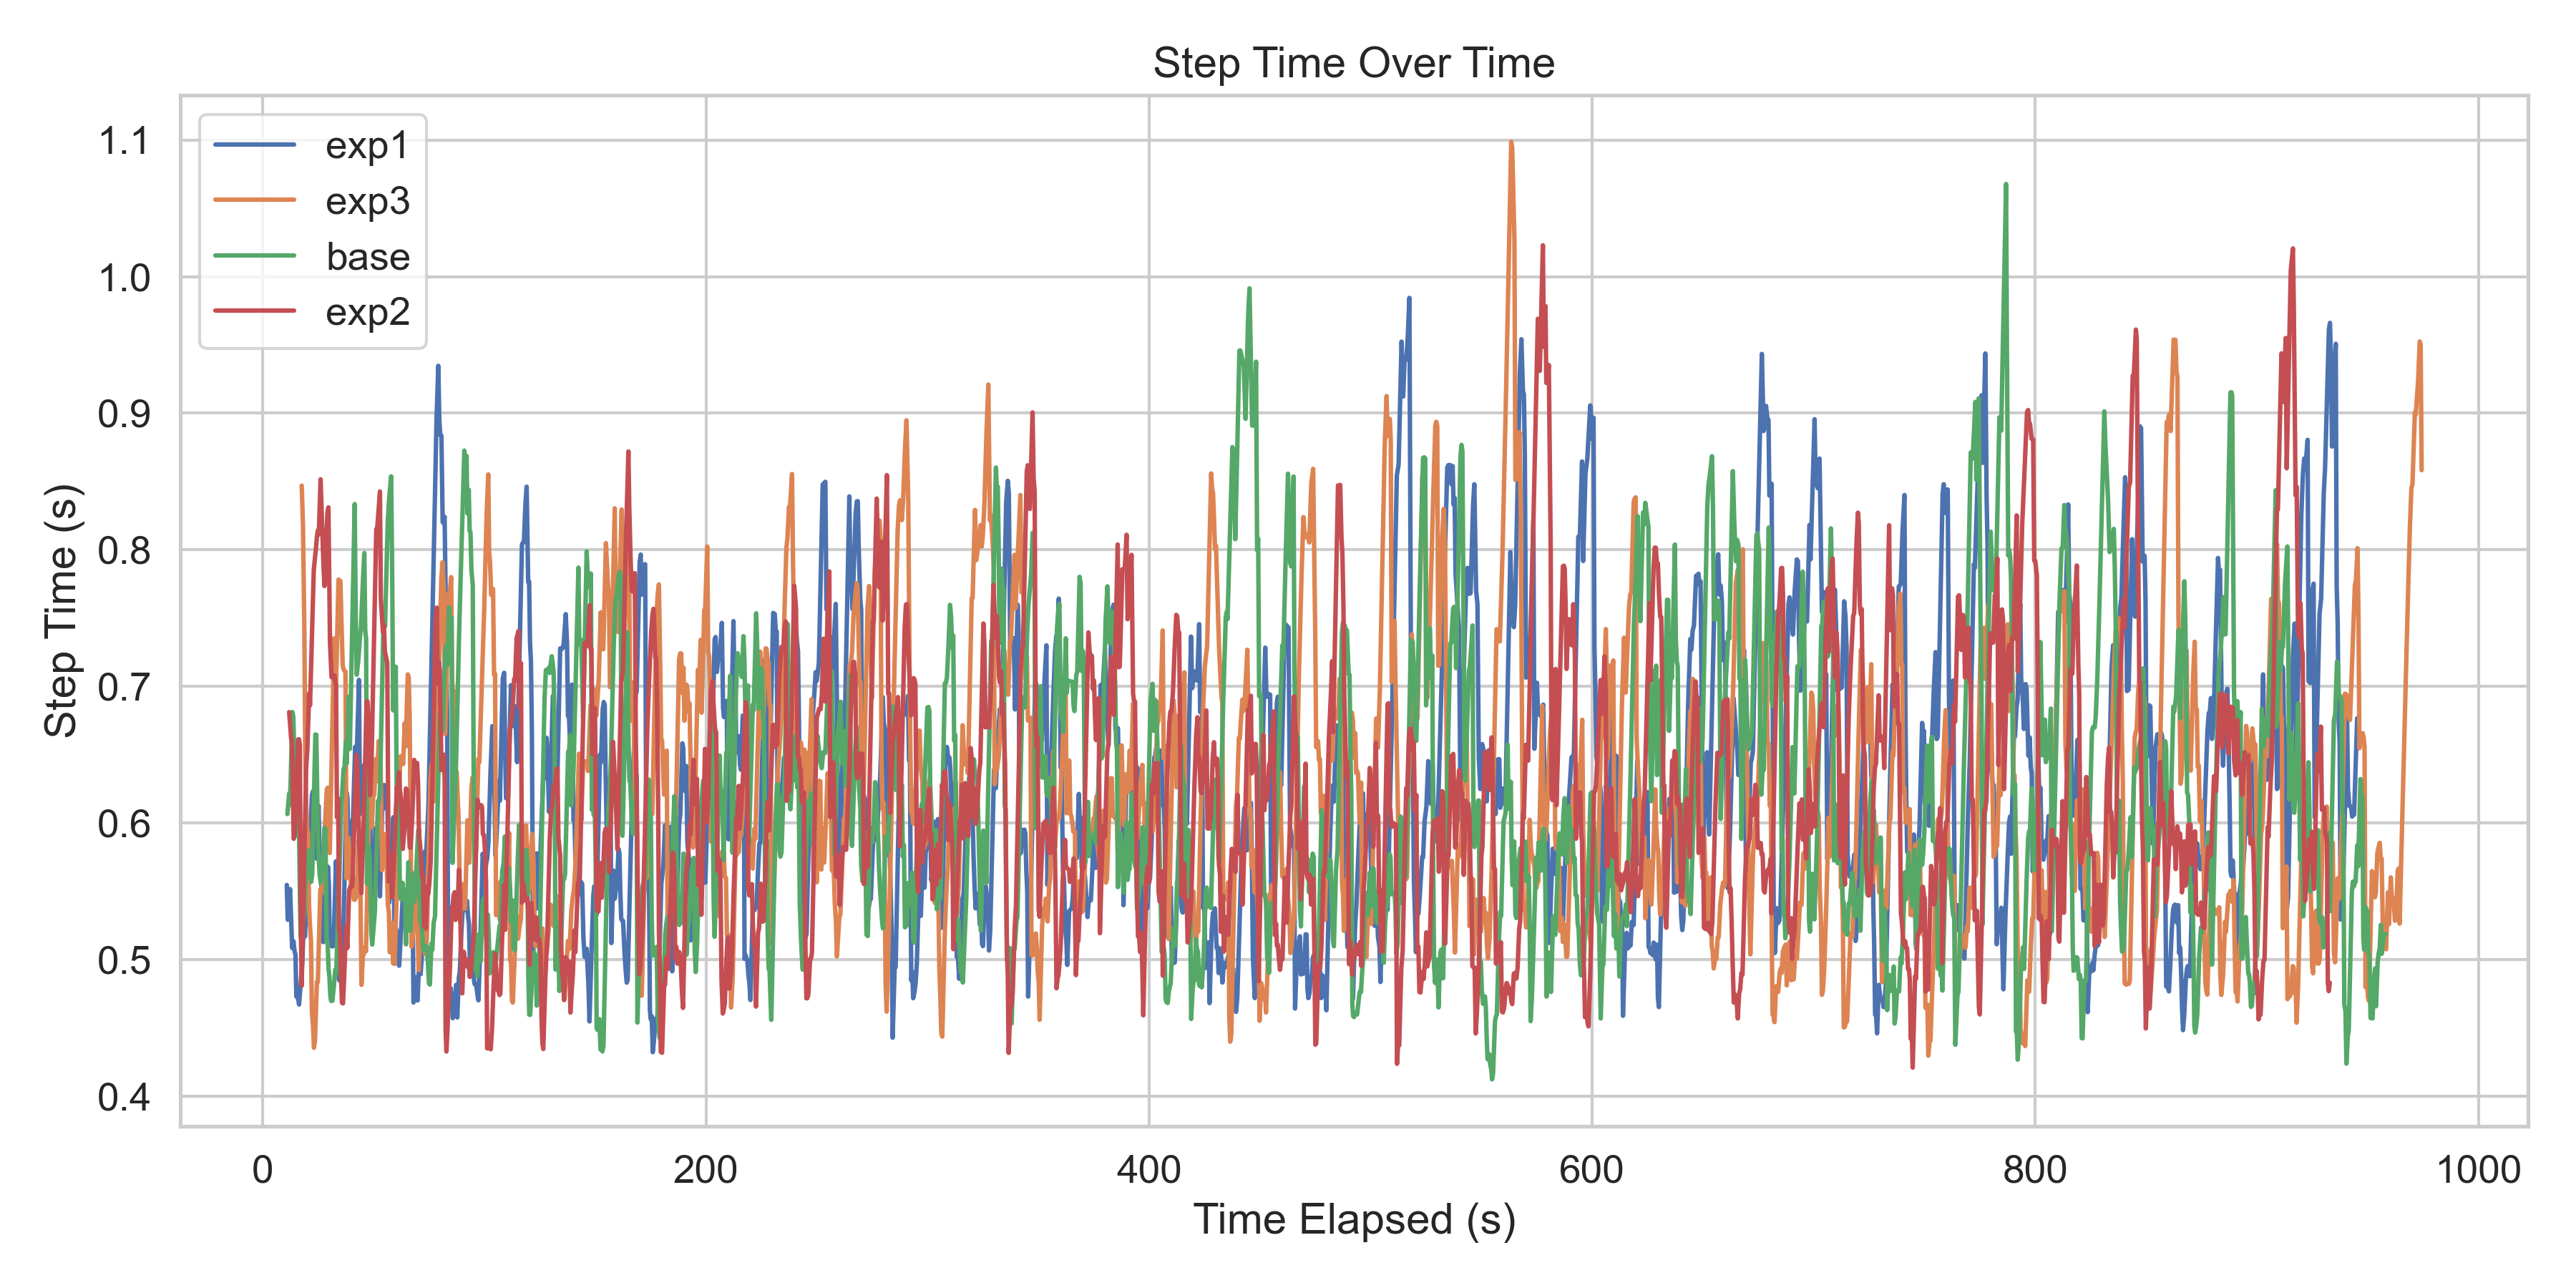 Step Time Over Time
exp1
exp3
base
exp2
Step Time (s)
1.1
1.0
0.9
0.8
0.7
0.6
0.5
0.4
0 200 400 600 800 1000
Time Elapsed (s)